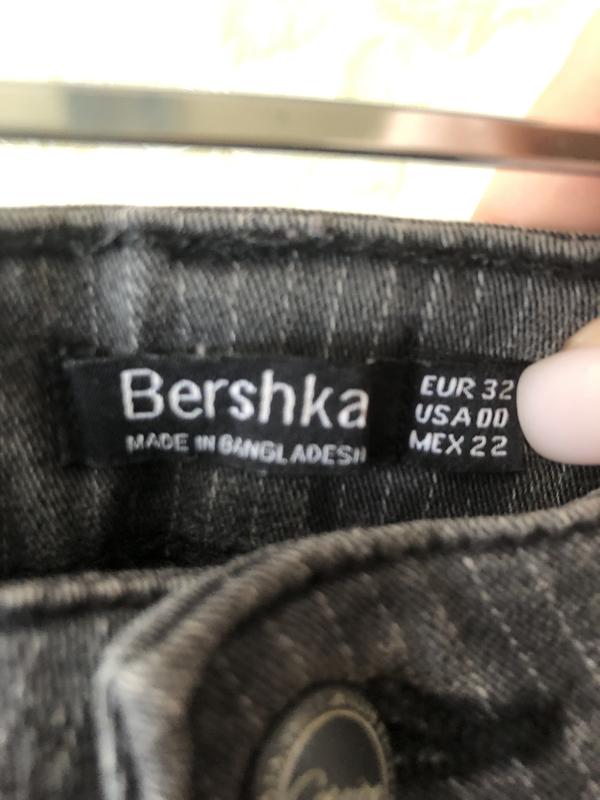 Bershka
MADE IN BANGLADESH
EUR 32
USA 00
MEX 22